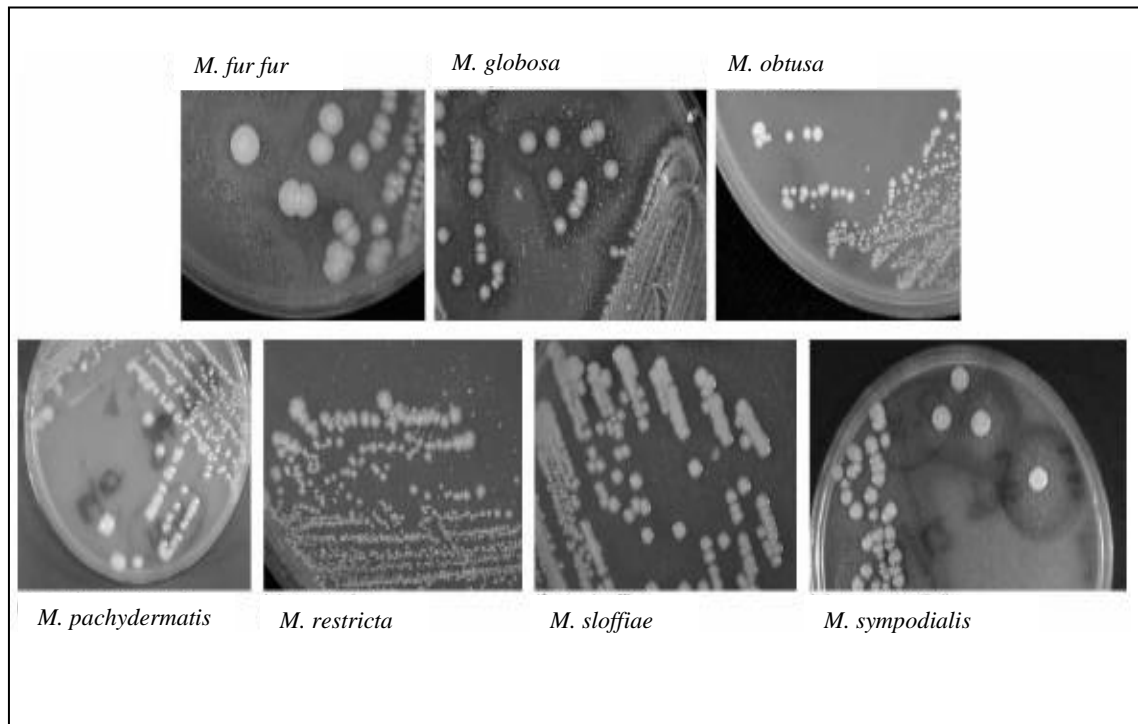 M. fur fur
M. globosa
M. obtusa
M. pachydermatis
M. restricta
M. sloffiae
M. sympodialis